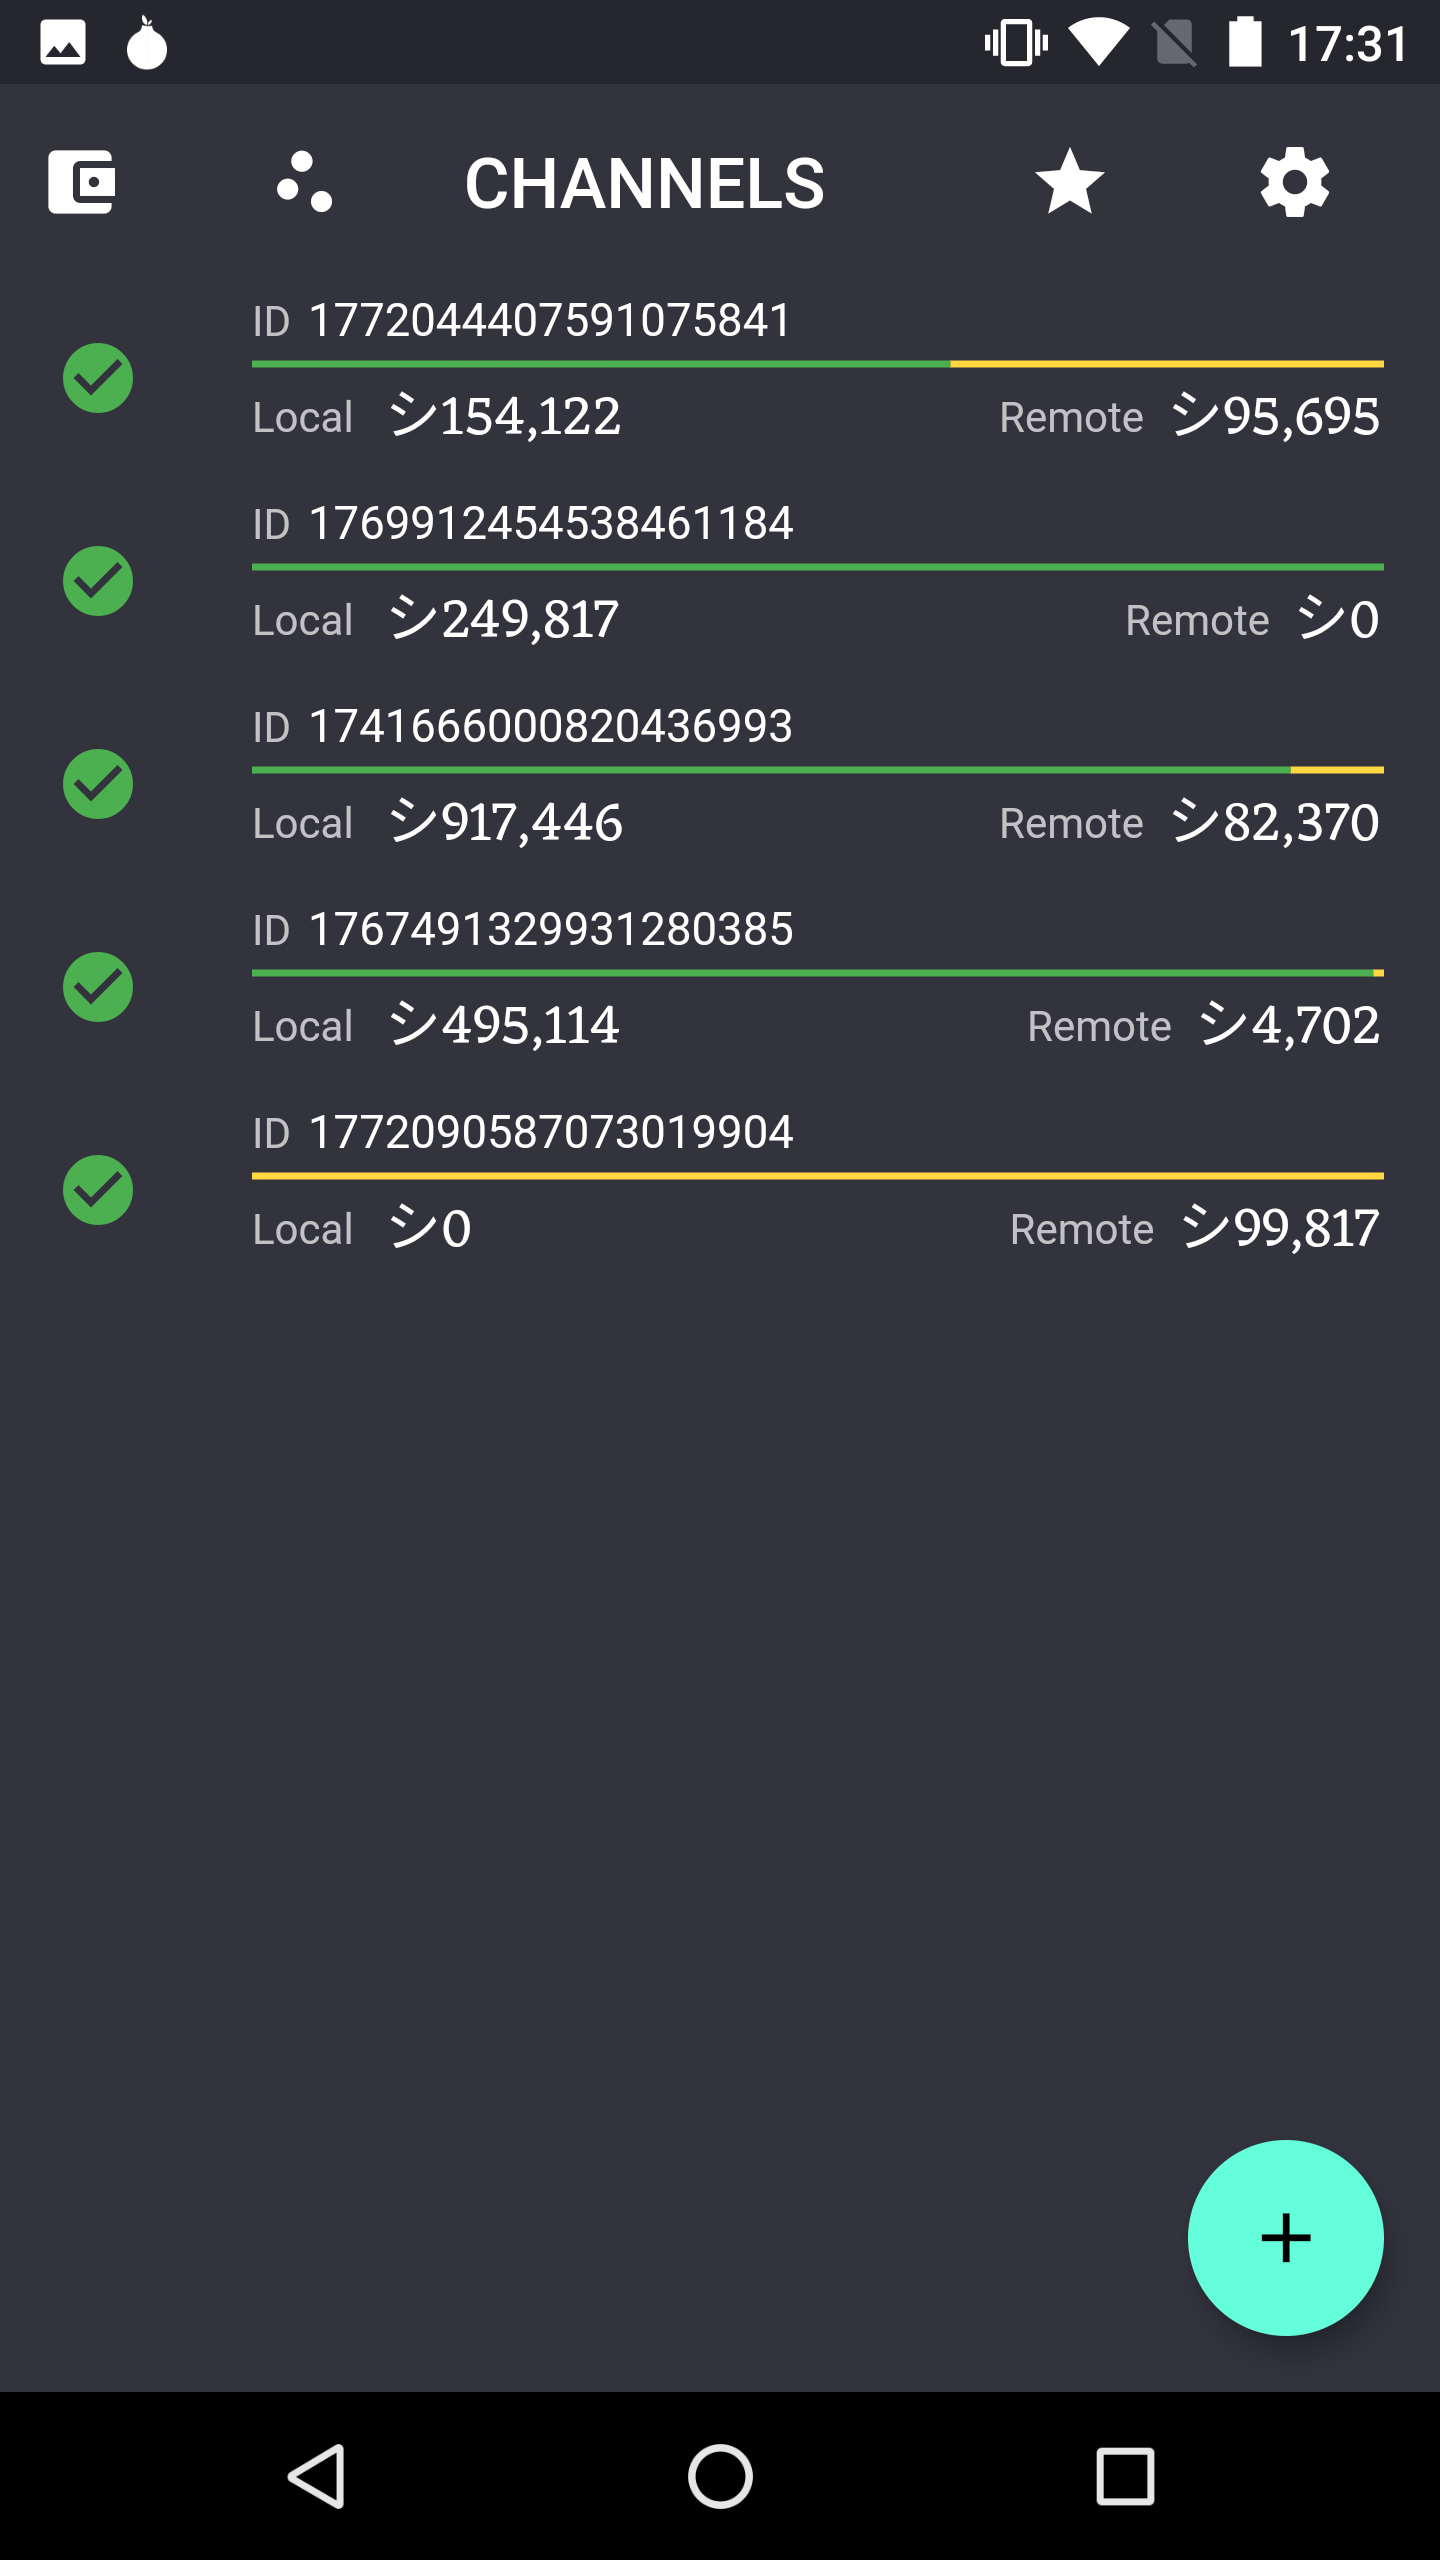 17:31
CHANNELS
ID 1772044407591075841
Local シ154,122 Remote シ95,695
ID 1769912454538461184
Local シ249,817 Remote シ0
ID 1741666000820436993
Local シ917,446 Remote シ82,370
ID 1767491329931280385
Local シ495,114 Remote シ4,702
ID 1772090587073019904
Local シ0 Remote シ99,817